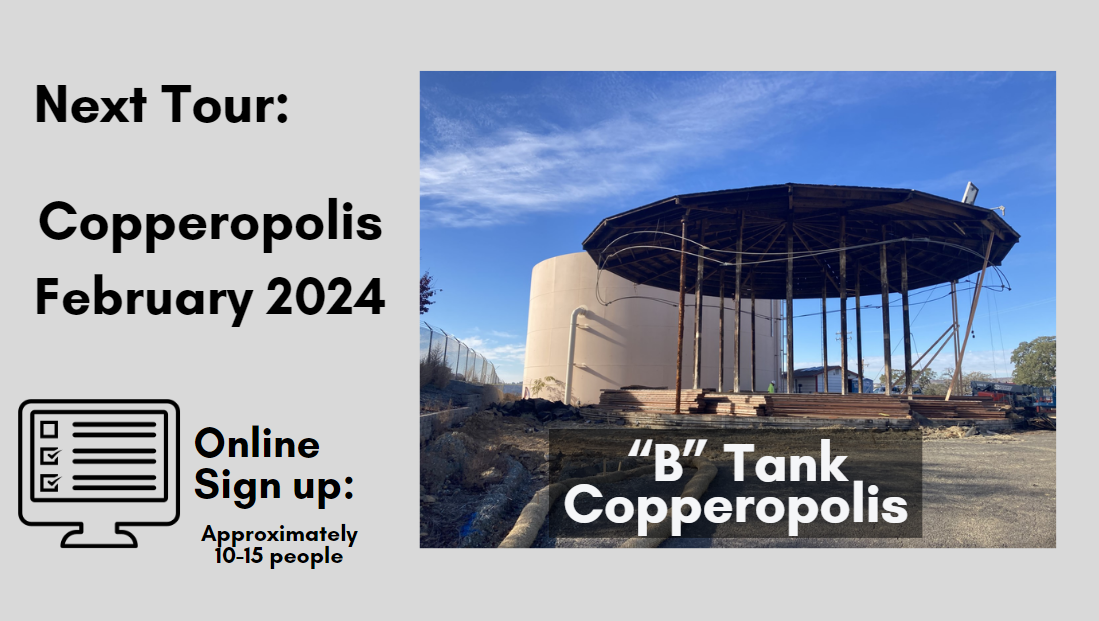 Next Tour:
Copperopolis
February 2024
Online
Sign up:
Approximately
10-15 people
“B” Tank
Copperopolis